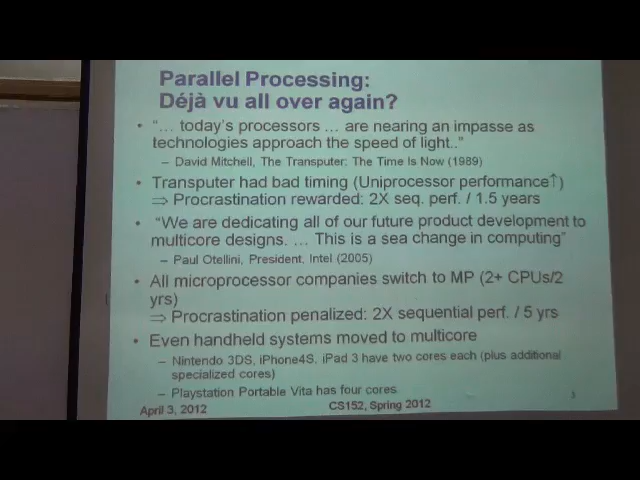 Parallel Processing:
Déjà vu all over again?
• “… today's processors … are nearing an impasse as
technologies approach the speed of light..”
– David Mitchell, The Transputer: The Time Is Now (1989)
• Transputer had bad timing (Uniprocessor performance↑)
⇒ Procrastination rewarded: 2X seq. perf. / 1.5 years
• “We are dedicating all of our future product development to
multicore designs. … This is a sea change in computing”
– Paul Otellini, President, Intel (2005)
• All microprocessor companies switch to MP (2+ CPUs/2
yrs)
⇒ Procrastination penalized: 2X sequential perf. / 5 yrs
• Even handheld systems moved to multicore
– Nintendo 3DS, iPhone4S, iPad 3 have two cores each (plus additional
specialized cores)
– Playstation Portable Vita has four cores
April 3, 2012 CS152, Spring 2012